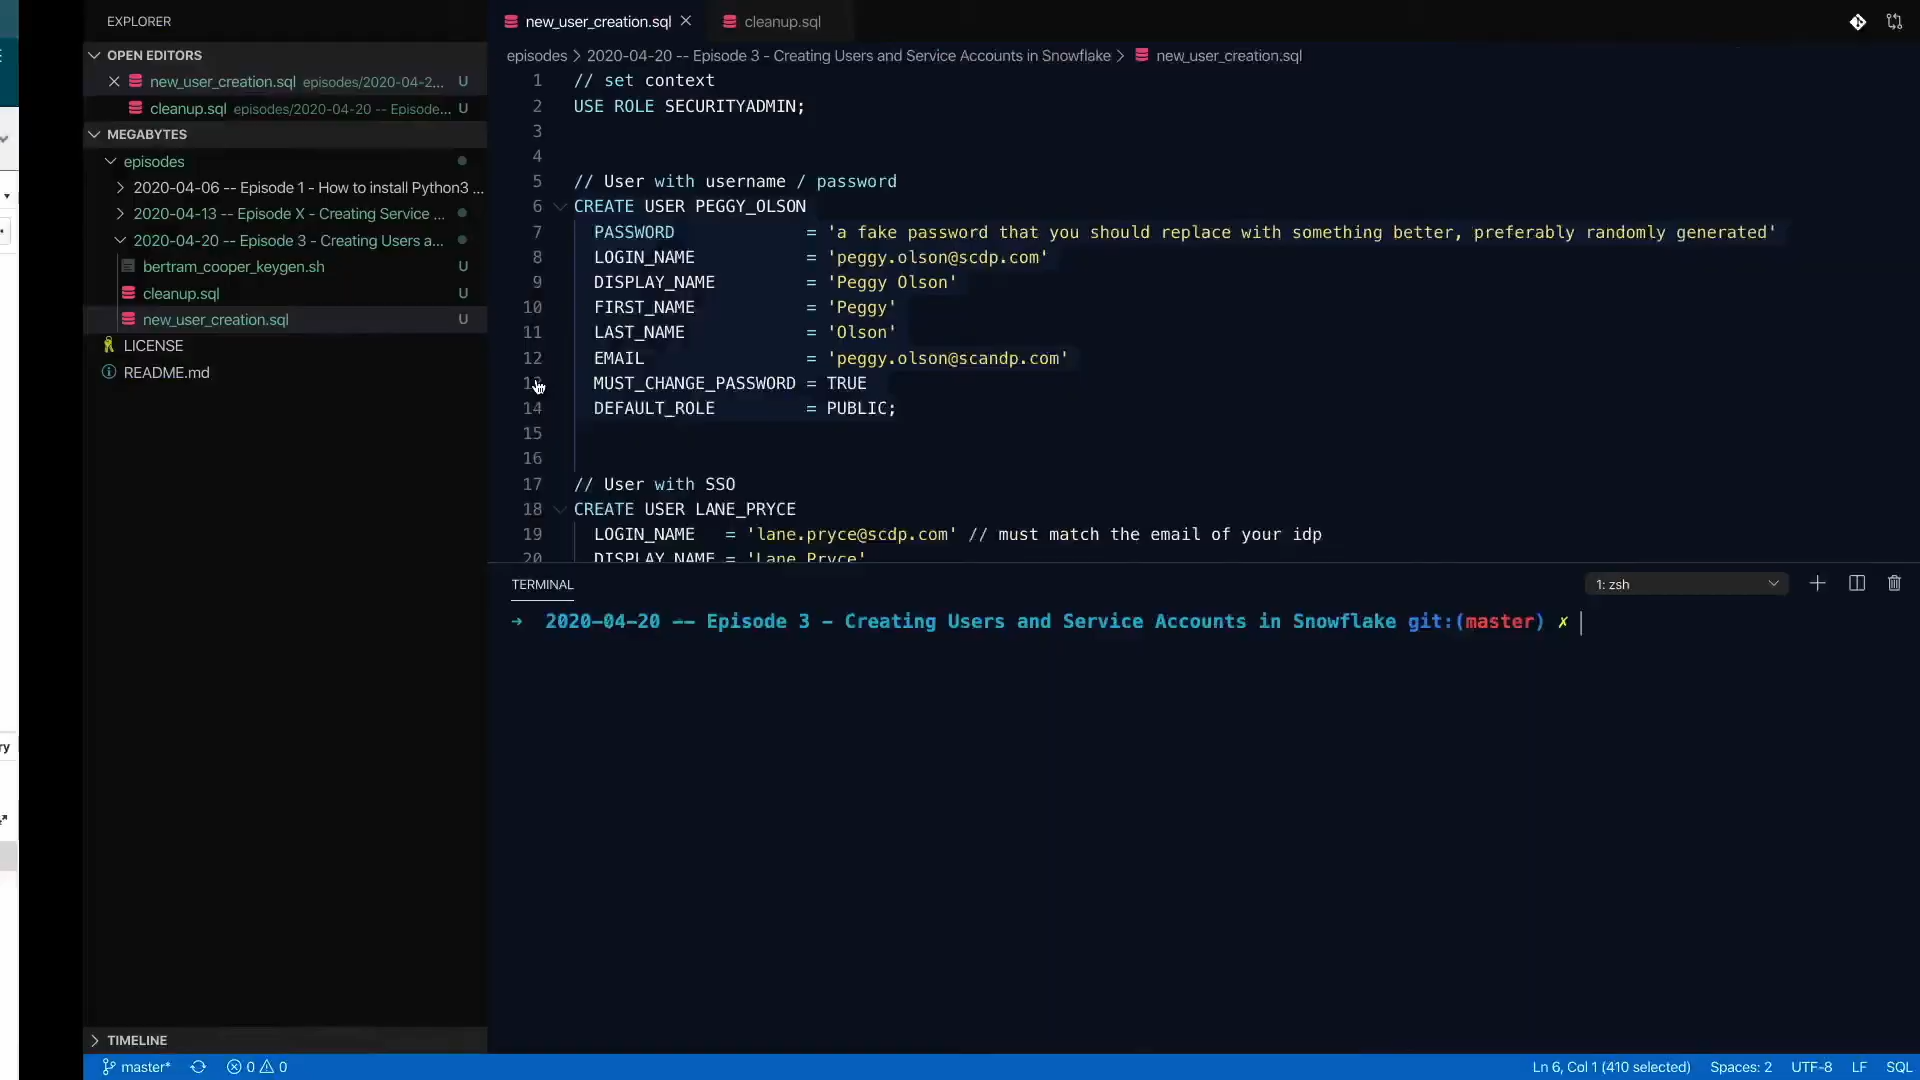 EXPLORER
OPEN EDITORS
new_user_creation.sql episodes/2020-04-2... U
cleanup.sql episodes/2020-04-20 -- Episode... U
MEGABYTES
episodes
2020-04-06 -- Episode 1 - How to install Python3 ...
2020-04-13 -- Episode X - Creating Service ...
2020-04-20 -- Episode 3 - Creating Users a...
bertram_cooper_keygen.sh U
cleanup.sql U
new_user_creation.sql U
LICENSE
README.md
TIMELINE
ry
new_user_creation.sql cleanup.sql
episodes > 2020-04-20 -- Episode 3 - Creating Users and Service Accounts in Snowflake > new_user_creation.sql
1 // set context
2 USE ROLE SECURITYADMIN;
3
4
5 // User with username / password
6 CREATE USER PEGGY_OLSON
7 PASSWORD = 'a fake password that you should replace with something better, preferably randomly generated'
8 LOGIN_NAME = 'peggy.olson@scdp.com'
9 DISPLAY_NAME = 'Peggy Olson'
10 FIRST_NAME = 'Peggy'
11 LAST_NAME = 'Olson'
12 EMAIL = 'peggy.olson@scandp.com'
13 MUST_CHANGE_PASSWORD = TRUE
14 DEFAULT_ROLE = PUBLIC;
15
16
17 // User with SSO
18 CREATE USER LANE_PRYCE
19 LOGIN_NAME = 'lane.pryce@scdp.com' // must match the email of your idp
20 DISPLAY_NAME = 'Lane Pryce'
TERMINAL
1: zsh
→ 2020-04-20 -- Episode 3 - Creating Users and Service Accounts in Snowflake git:(master) ✗
master* 0 0
Ln 6, Col 1 (410 selected) Spaces: 2 UTF-8 LF SQL